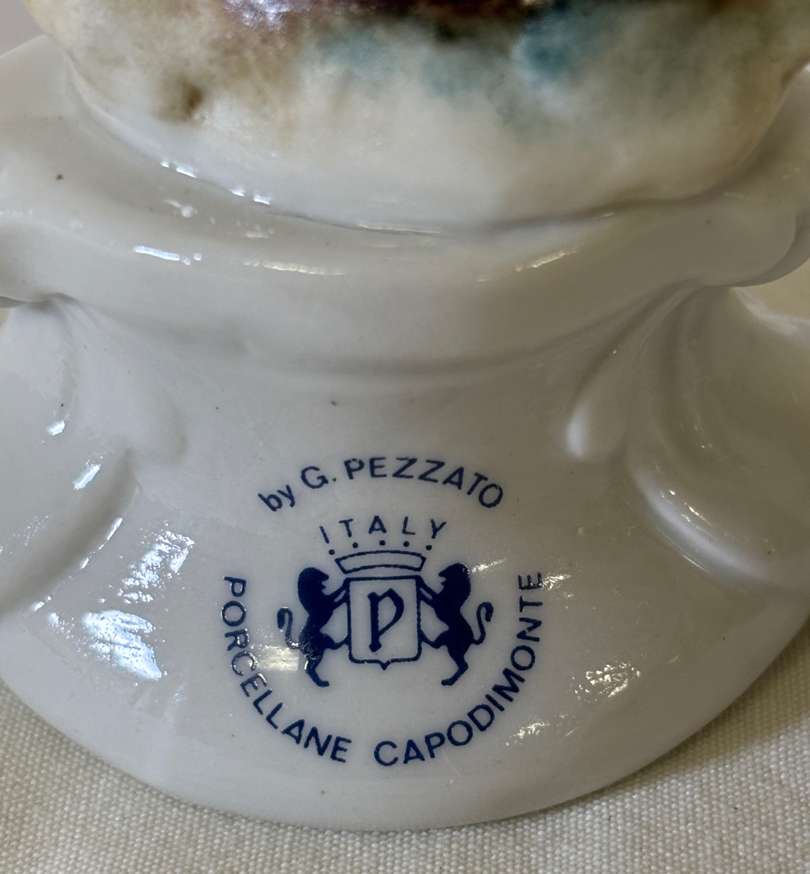 by G. PEZZATO
ITALY
P
PORCELLANE CAPODIMONTE